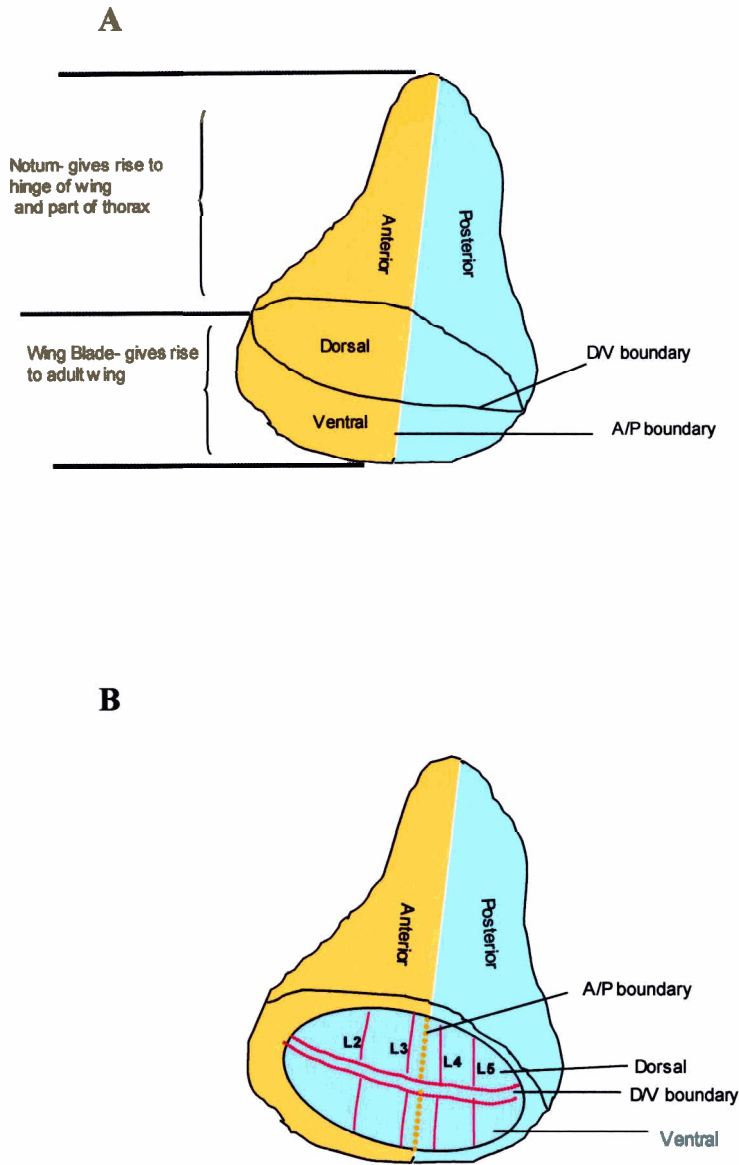 A
Notum- gives rise to
hinge of wing
and part of thorax
Anterior
Posterior
Wing Blade- gives rise
to adult wing
Dorsal
D/V boundary
Ventral
A/P boundary
B
Anterior
Posterior
A/P boundary
L2
L3
L4
L5
Dorsal
D/V boundary
Ventral